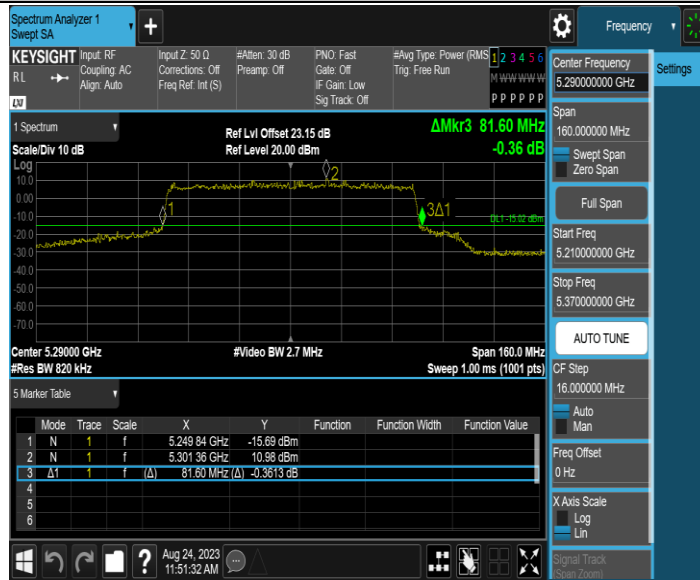 Spectrum Analyzer 1
Swept SA
+
Frequency
KEYSIGHT
RL
LXI
Input: RF
Coupling: AC
Align: Auto
Input Z: 50 Ω
Corrections: Off
Freq Ref: Int (S)
#Atten: 30 dB
Preamp: Off
PNO: Fast
Gate: Off
IF Gain: Low
Sig Track: Off
#Avg Type: Power (RMS
Trig: Free Run
1 2 3 4 5 6
M W W W W W
P P P P P P
Settings
1 Spectrum
Scale/Div 10 dB
Ref Lvl Offset 23.15 dB
Ref Level 20.00 dBm
ΔMkr3 81.60 MHz
-0.36 dB
Log
10.0
0.00
-10.0
-20.0
-30.0
-40.0
-50.0
-60.0
-70.0
1
2
3Δ1
DL1 -15.02 dBm
Center 5.29000 GHz
#Video BW 2.7 MHz
Span 160.0 MHz
#Res BW 820 kHz
Sweep 1.00 ms (1001 pts)
5 Marker Table
Mode Trace Scale X Y Function Function Width Function Value
1 N 1 f 5.249 84 GHz -15.69 dBm
2 N 1 f 5.301 36 GHz 10.98 dBm
3 Δ1 1 f (Δ) 81.60 MHz (Δ) -0.3613 dB
4
5
6
Center Frequency
5.290000000 GHz
Span
160.000000 MHz
Swept Span
Zero Span
Full Span
Start Freq
5.210000000 GHz
Stop Freq
5.370000000 GHz
AUTO TUNE
CF Step
16.000000 MHz
Auto
Man
Freq Offset
0 Hz
X Axis Scale
Log
Lin
Signal Track
(Span Zoom)
?
Aug 24, 2023
11:51:32 AM